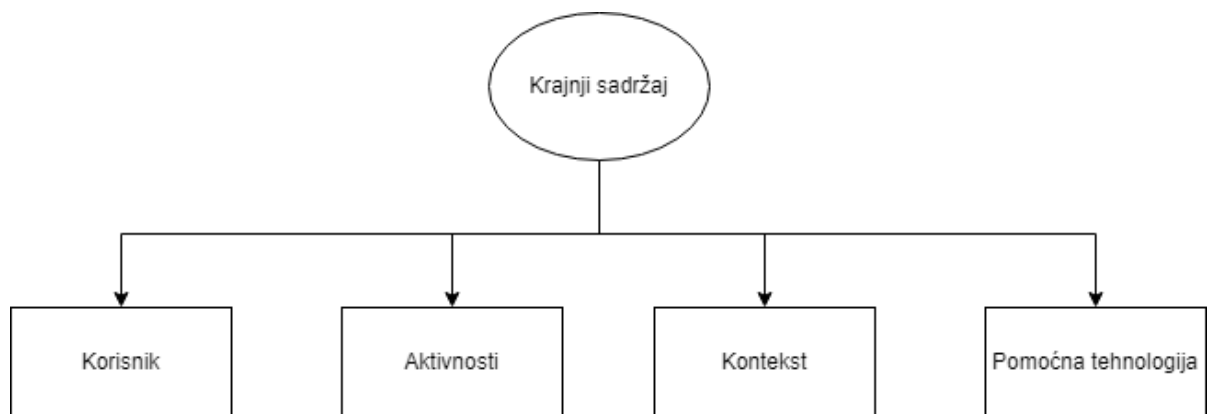 Krajnji sadržaj
Korisnik
Aktivnosti
Kontekst
Pomoćna tehnologija